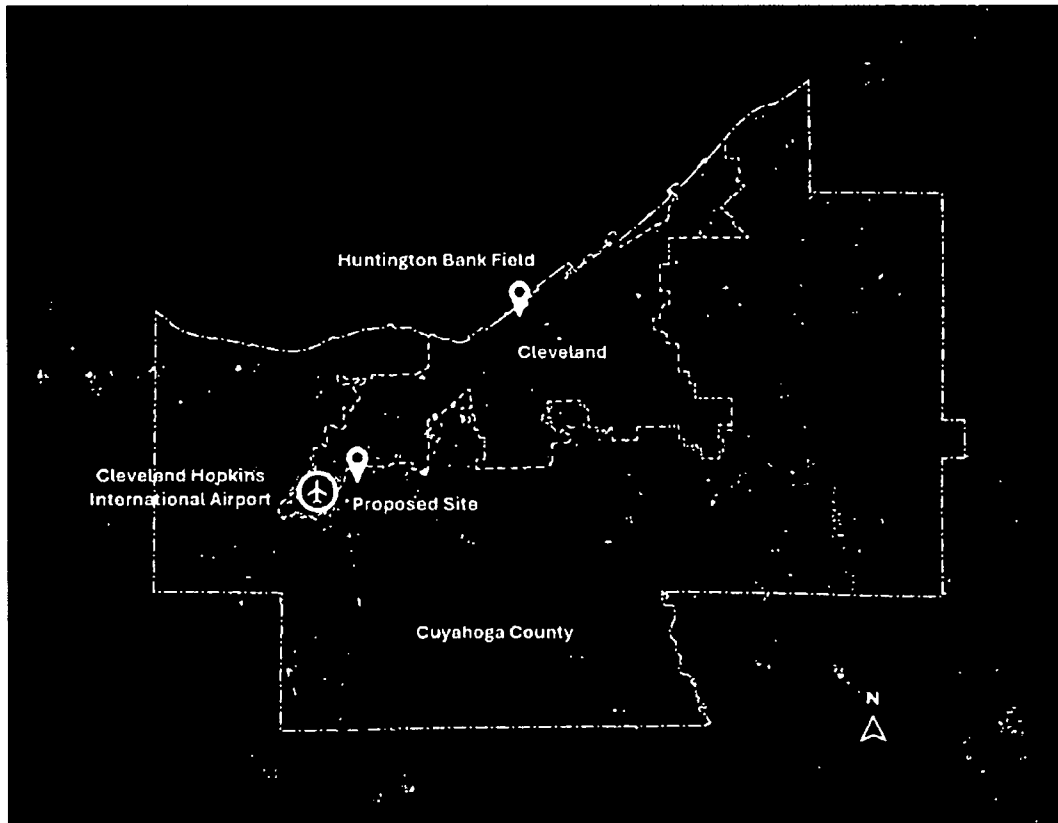 Huntington Bank Field
Cleveland
Cleveland Hopkins
International Airport
Proposed Site
Cuyahoga County
N